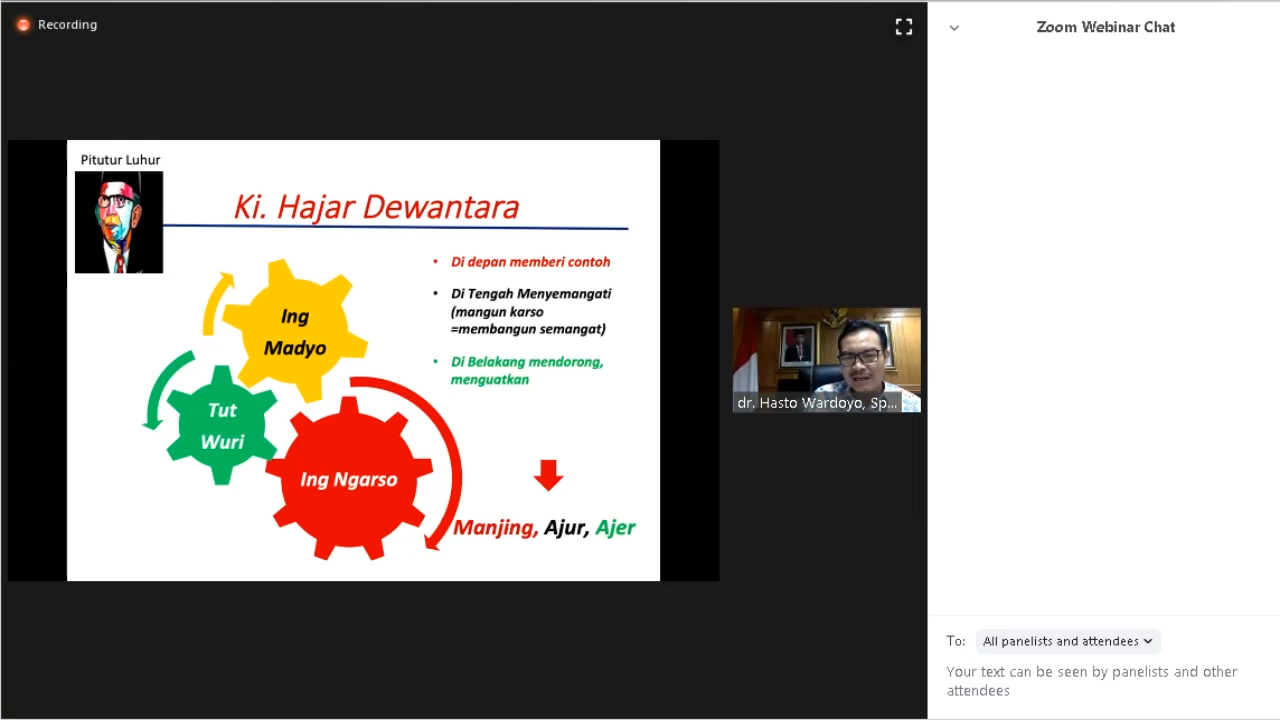 Recording
Zoom Webinar Chat
Pitutur Luhur
Ki. Hajar Dewantara
• Di depan memberi contoh
• Di Tengah Menyemangati
(mangun karso
=membangun semangat)
• Di Belakang mendorong,
menguatkan
Ing
Madyo
Tut
Wuri
Ing Ngarso
Manjing, Ajur, Ajer
dr. Hasto Wardoyo, Sp...
To: All panelists and attendees
Your text can be seen by panelists and other
attendees